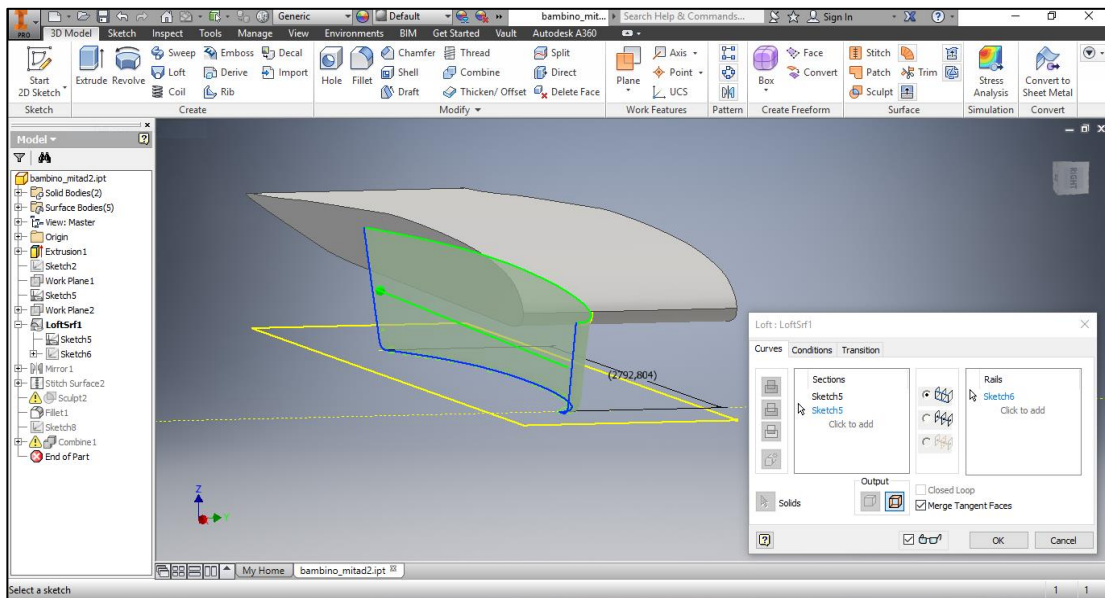 PRO
Generic
Default
bambino_mit...
Search Help & Commands...
Sign In
3D Model
Sketch
Inspect
Tools
Manage
View
Environments
BIM
Get Started
Vault
Autodesk A360
Start
2D Sketch
Extrude
Revolve
Sweep
Emboss
Decal
Loft
Derive
Import
Coil
Rib
Hole
Fillet
Chamfer
Thread
Shell
Combine
Draft
Thicken/ Offset
Split
Direct
Delete Face
Plane
Axis
Point
UCS
Box
Face
Convert
Stitch
Patch
Trim
Sculpt
Stress
Analysis
Convert to
Sheet Metal
Sketch
Create
Modify
Work Features
Pattern
Create Freeform
Surface
Simulation
Convert
Model
bambino_mitad2.ipt
Solid Bodies(2)
Surface Bodies(5)
View: Master
Origin
Extrusion1
Sketch2
Work Plane1
Sketch5
Work Plane2
LoftSrf1
Sketch5
Sketch6
Mirror1
Stitch Surface2
Sculpt2
Fillet1
Sketch8
Combine1
End of Part
RIGHT
(2792,804)
Z
Y
Loft : LoftSrf1
Curves
Conditions
Transition
Sections
Sketch5
Sketch5
Click to add
Rails
Sketch6
Click to add
Output
Solids
Closed Loop
Merge Tangent Faces
OK
Cancel
My Home
bambino_mitad2.ipt
Select a sketch
1
1